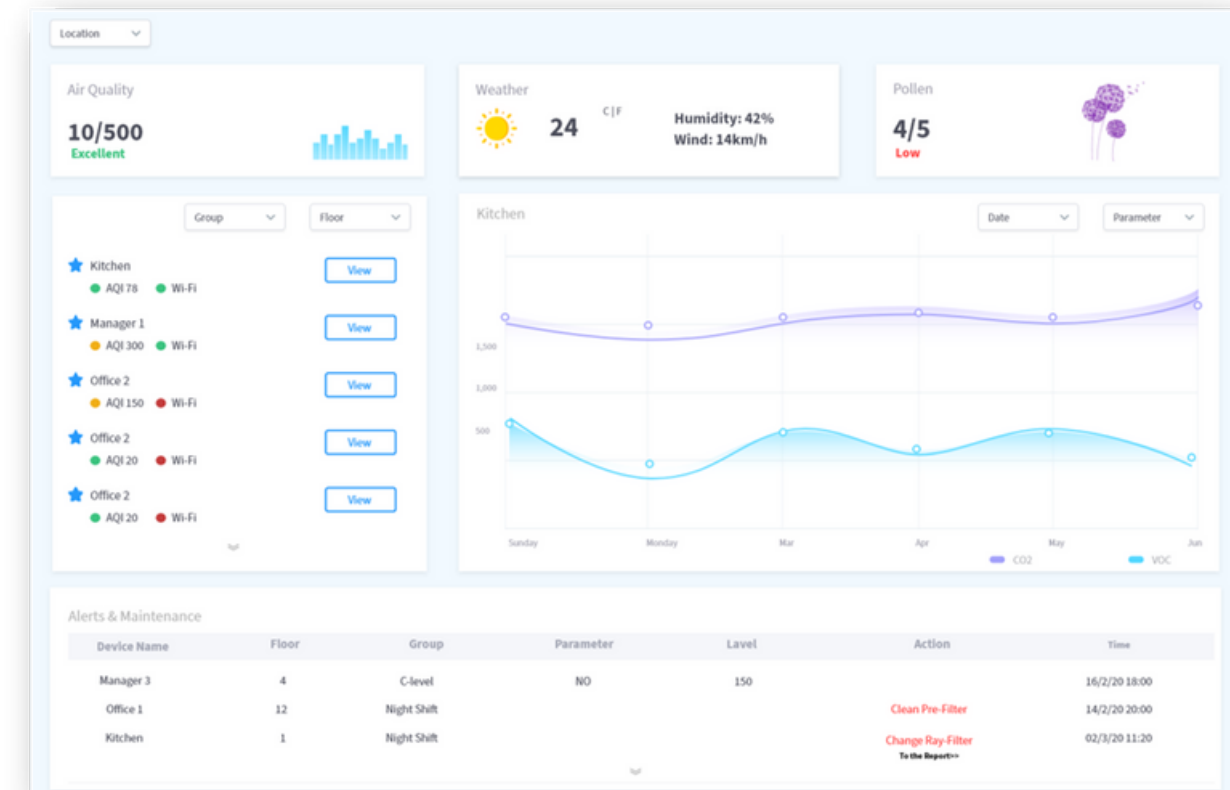 Location
Air Quality
10/500
Excellent
Weather
24
C|F
Humidity: 42%
Wind: 14km/h
Pollen
4/5
Low
Group
Floor
Kitchen
View
AQI 78
Wi-Fi
Manager 1
View
AQI 300
Wi-Fi
Office 2
View
AQI 150
Wi-Fi
Office 2
View
AQI 20
Wi-Fi
Office 2
View
AQI 20
Wi-Fi
Kitchen
Date
Parameter
1,500
1,000
500
Sunday Monday Mar Apr May Jun
CO2 VOC
Alerts & Maintenance
Device Name Floor Group Parameter Lavel Action Time
Manager 3 4 C-level NO 150 16/2/20 18:00
Office 1 12 Night Shift Clean Pre-Filter 14/2/20 20:00
Kitchen 1 Night Shift Change Ray-Filter 02/3/20 11:20
To the Report>>